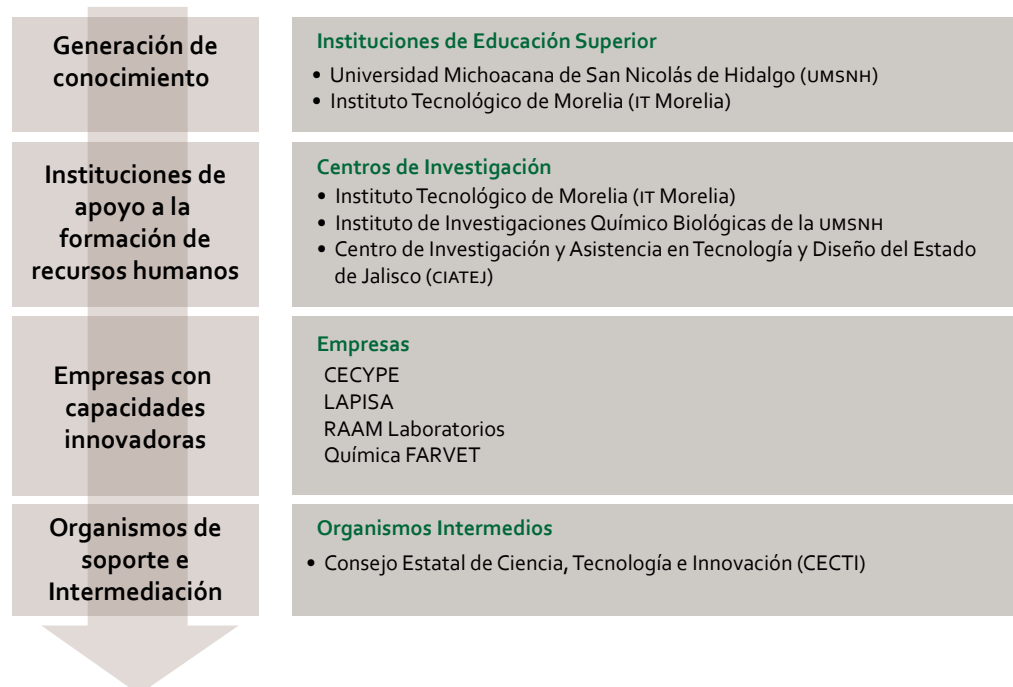 Generación de
conocimiento
Instituciones de Educación Superior
• Universidad Michoacana de San Nicolás de Hidalgo (UMSNH)
• Instituto Tecnológico de Morelia (IT Morelia)
Instituciones de
apoyo a la
formación de
recursos humanos
Centros de Investigación
• Instituto Tecnológico de Morelia (IT Morelia)
• Instituto de Investigaciones Químico Biológicas de la UMSNH
• Centro de Investigación y Asistencia en Tecnología y Diseño del Estado
de Jalisco (CIATEJ)
Empresas con
capacidades
innovadoras
Empresas
CECYPE
LAPISA
RAAM Laboratorios
Química FARVET
Organismos de
soporte e
Intermediación
Organismos Intermedios
• Consejo Estatal de Ciencia, Tecnología e Innovación (CECTI)